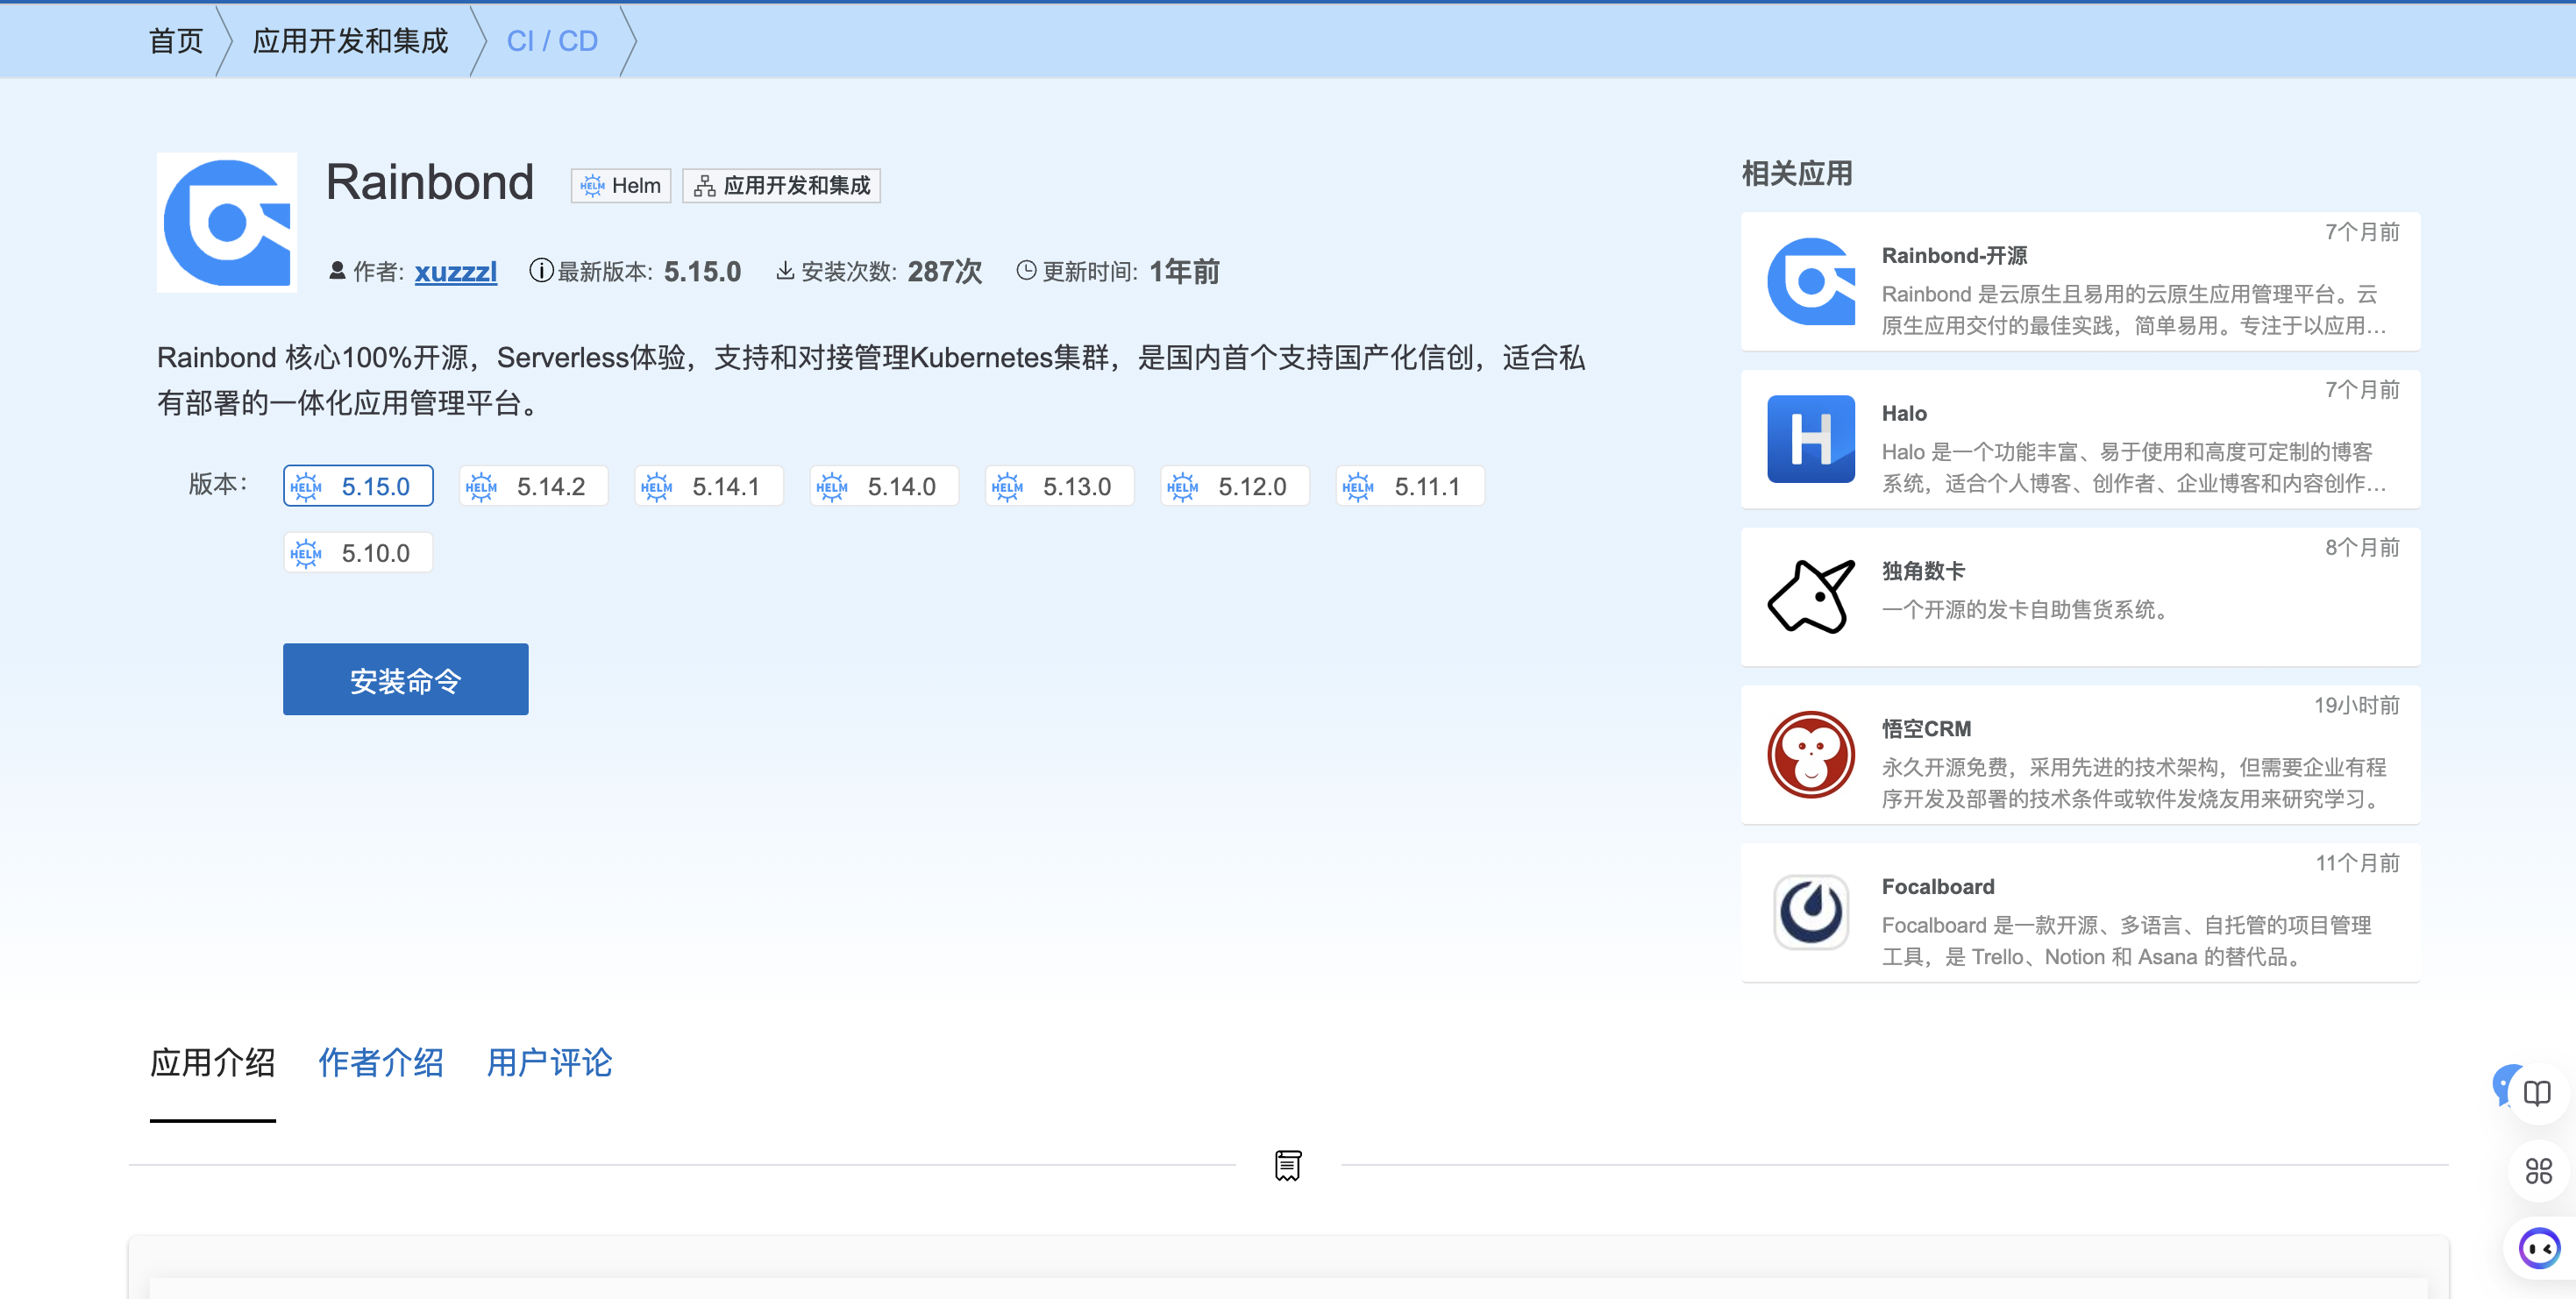 首页
应用开发和集成
CI / CD
Rainbond
HELM Helm
应用开发和集成
作者: xuzzzl
最新版本: 5.15.0
安装次数: 287次
更新时间: 1年前
Rainbond 核心100%开源，Serverless体验，支持和对接管理Kubernetes集群，是国内首个支持国产化信创，适合私
有部署的一体化应用管理平台。
版本：
HELM 5.15.0
HELM 5.14.2
HELM 5.14.1
HELM 5.14.0
HELM 5.13.0
HELM 5.12.0
HELM 5.11.1
HELM 5.10.0
安装命令
相关应用
7个月前
Rainbond-开源
Rainbond 是云原生且易用的云原生应用管理平台。云
原生应用交付的最佳实践，简单易用。专注于以应用...
7个月前
Halo
Halo 是一个功能丰富、易于使用和高度可定制的博客
系统，适合个人博客、创作者、企业博客和内容创作...
8个月前
独角数卡
一个开源的发卡自助售货系统。
19小时前
悟空CRM
永久开源免费，采用先进的技术架构，但需要企业有程
序开发及部署的技术条件或软件发烧友用来研究学习。
11个月前
Focalboard
Focalboard 是一款开源、多语言、自托管的项目管理
工具，是 Trello、Notion 和 Asana 的替代品。
应用介绍
作者介绍
用户评论